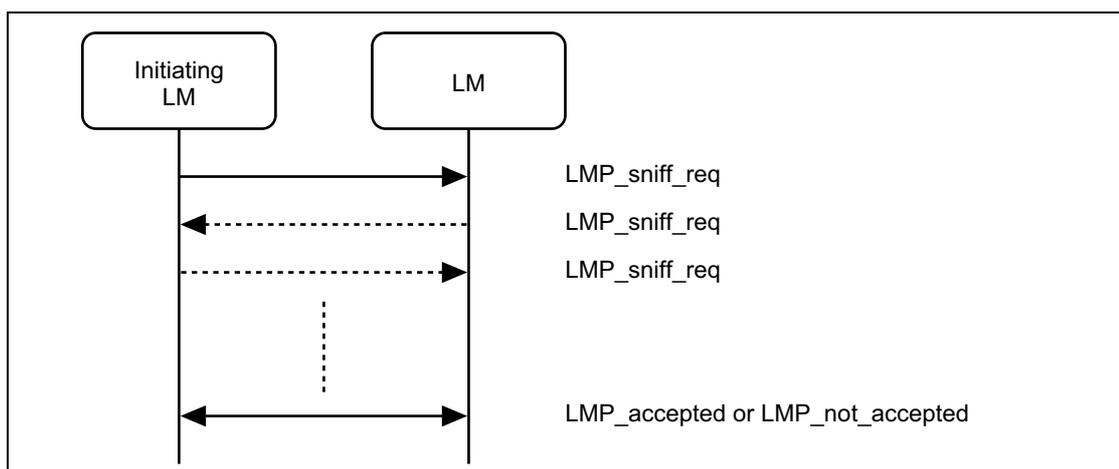 Initiating
LM
LM
LMP_sniff_req
LMP_sniff_req
LMP_sniff_req
LMP_accepted or LMP_not_accepted